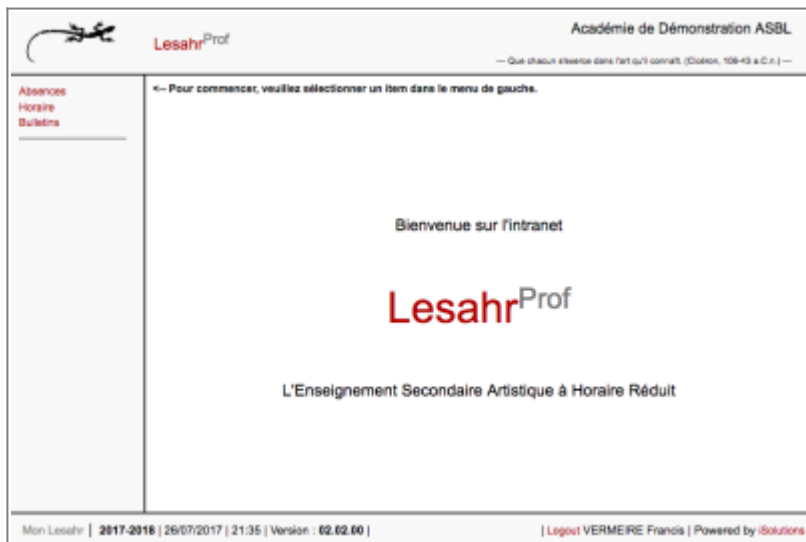 LesahrProf
Académie de Démonstration ASBL
— Que chacun s'exerce dans l'art qu'il connaît. (Cicéron, 106-43 a.C.n.) —
Absences
Horaire
Bulletins
<-- Pour commencer, veuillez sélectionner un item dans le menu de gauche.
Bienvenue sur l'intranet
LesahrProf
L'Enseignement Secondaire Artistique à Horaire Réduit
Mon Lesahr | 2017-2018 | 26/07/2017 | 21:35 | Version : 02.02.00 |
| Logout VERMEIRE Francis | Powered by iSolutions